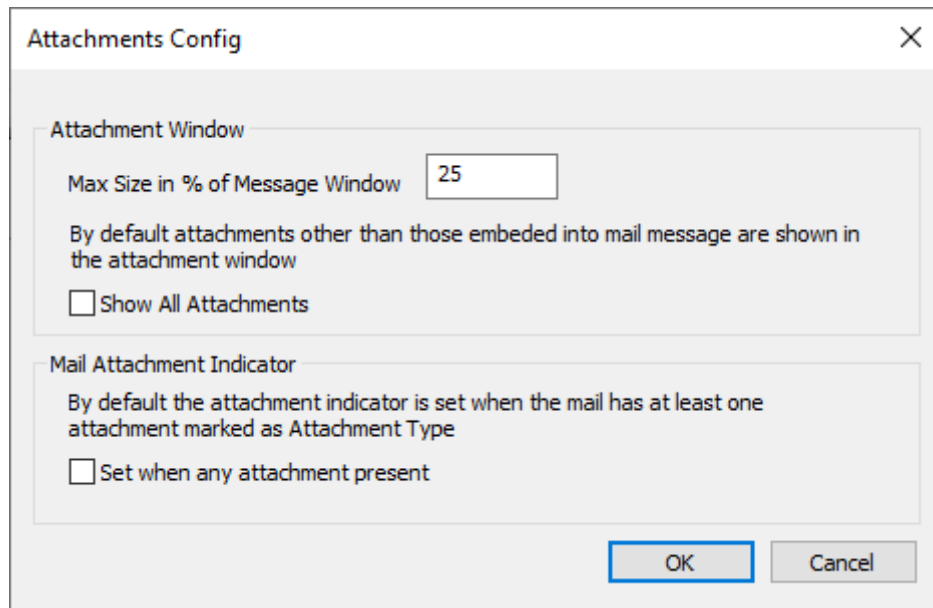 Attachments Config
Attachment Window
Max Size in % of Message Window 25
By default attachments other than those embeded into mail message are shown in
the attachment window
Show All Attachments
Mail Attachment Indicator
By default the attachment indicator is set when the mail has at least one
attachment marked as Attachment Type
Set when any attachment present
OK Cancel